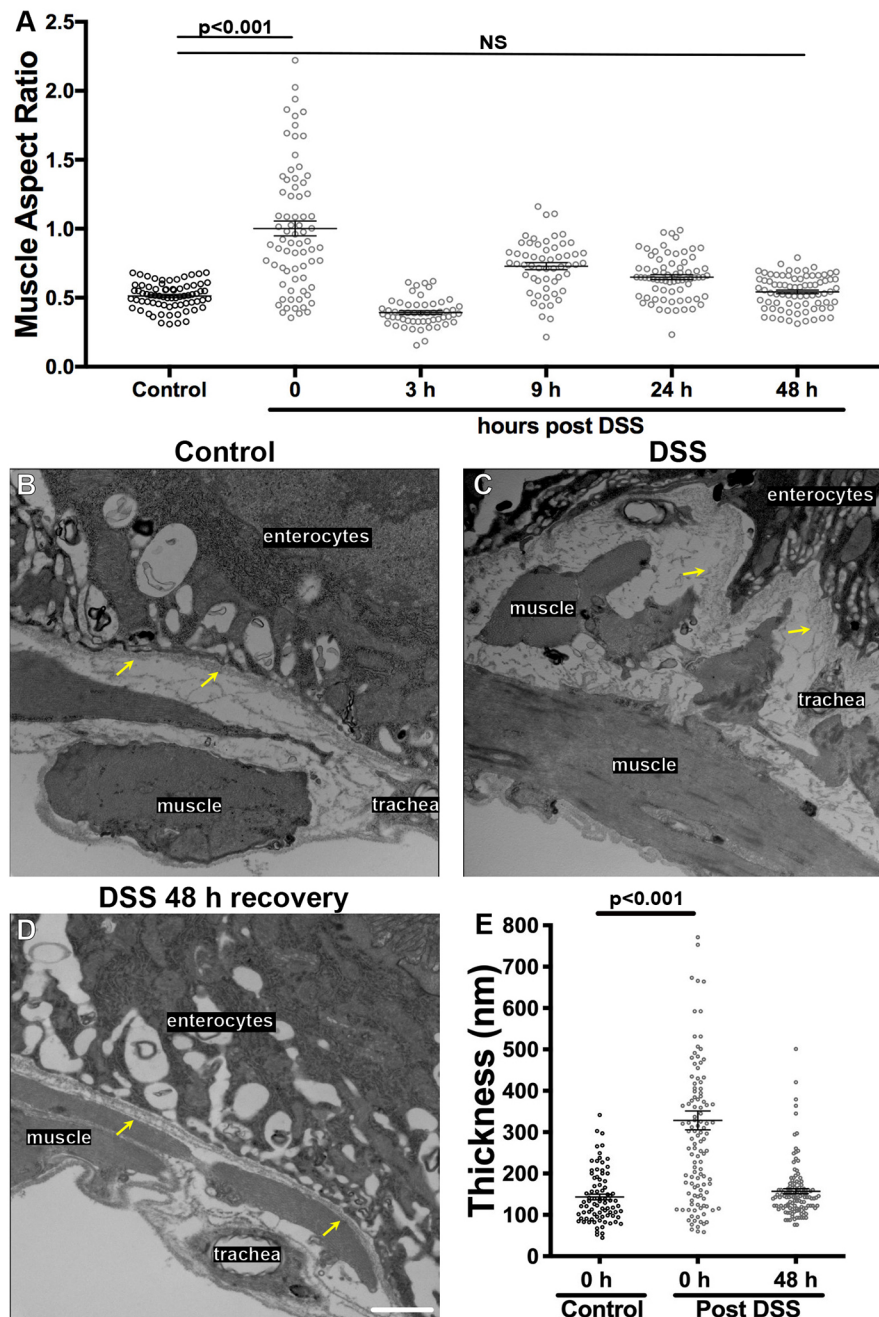 A
p<0.001
NS
Muscle Aspect Ratio
2.5
2.0
1.5
1.0
0.5
0.0
Control
0
3 h
9 h
24 h
48 h
hours post DSS
Control
DSS
B
enterocytes
muscle
trachea
C
enterocytes
muscle
trachea
muscle
DSS 48 h recovery
D
enterocytes
muscle
trachea
E
p<0.001
Thickness (nm)
800
700
600
500
400
300
200
100
0
0 h
0 h
48 h
Control
Post DSS